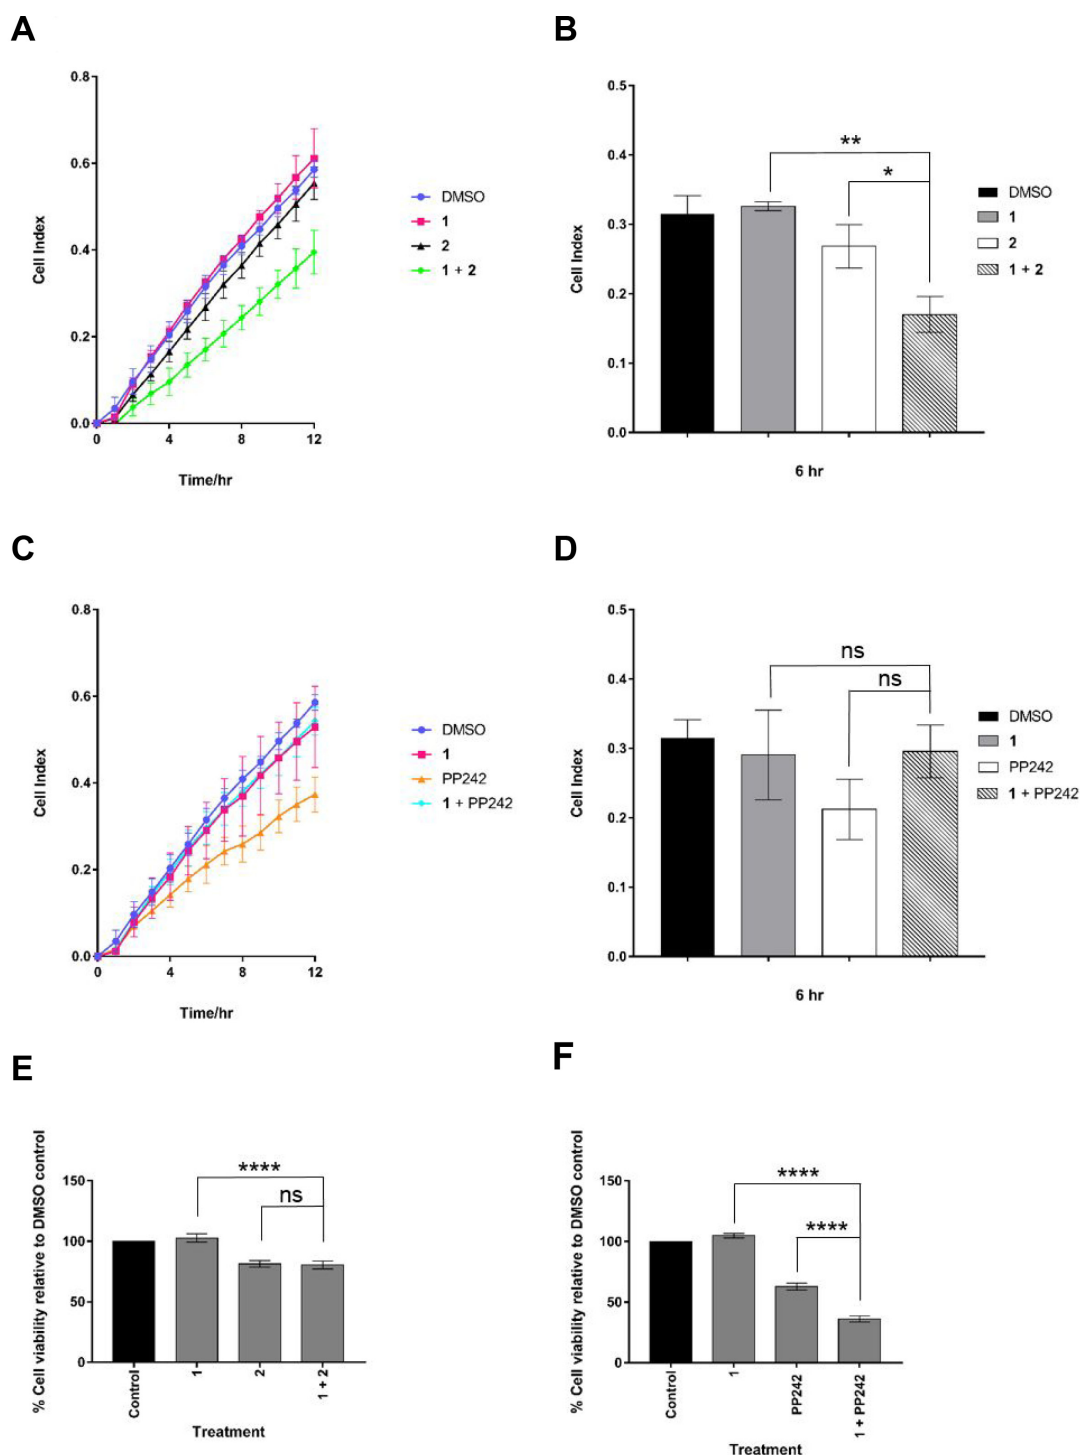 A
Cell Index
0.8
0.6
0.4
0.2
0.0
0 4 8 12
Time/hr
DMSO
1
2
1 + 2
B
Cell Index
0.5
0.4
0.3
0.2
0.1
0.0
**
*
6 hr
DMSO
1
2
1 + 2
C
Cell Index
0.8
0.6
0.4
0.2
0.0
0 4 8 12
Time/hr
DMSO
1
PP242
1 + PP242
D
Cell Index
0.5
0.4
0.3
0.2
0.1
0.0
ns
ns
6 hr
DMSO
1
PP242
1 + PP242
E
% Cell viability relative to DMSO control
150
100
50
0
****
ns
Control
1
2
1 + 2
Treatment
F
% Cell viability relative to DMSO control
150
100
50
0
****
****
Control
1
PP242
1 + PP242
Treatment